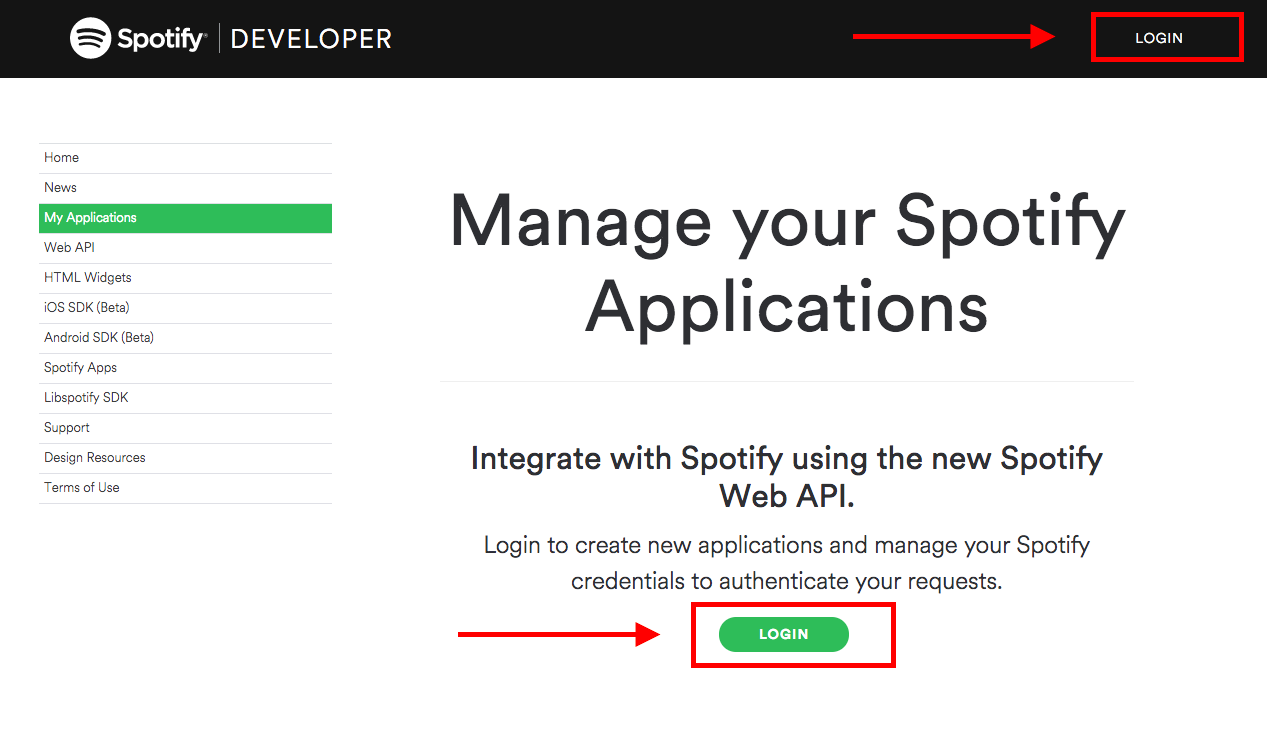 Spotify DEVELOPER
LOGIN
Home
News
My Applications
Web API
HTML Widgets
iOS SDK (Beta)
Android SDK (Beta)
Spotify Apps
Libspotify SDK
Support
Design Resources
Terms of Use
Manage your Spotify
Applications
Integrate with Spotify using the new Spotify
Web API.
Login to create new applications and manage your Spotify
credentials to authenticate your requests.
LOGIN